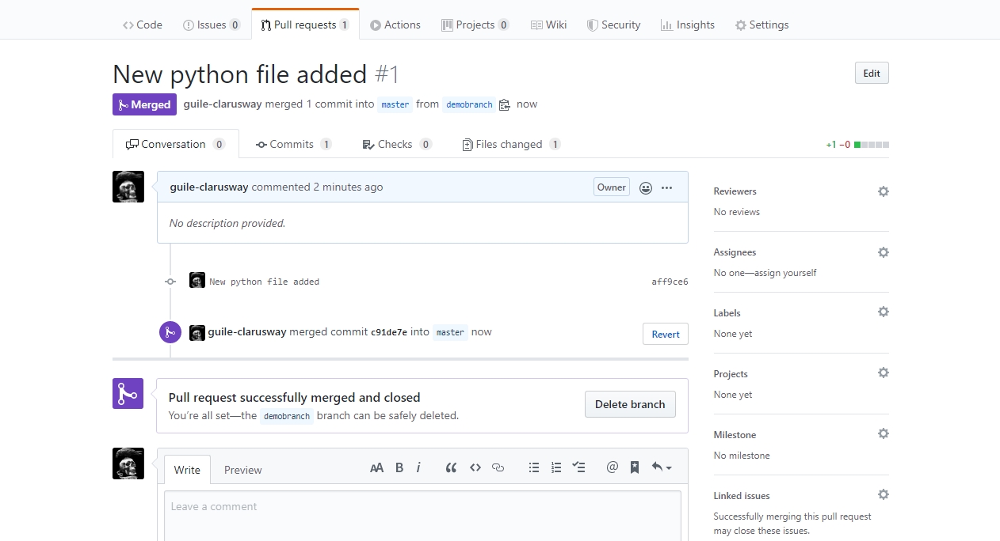 Code Issues 0 Pull requests 1 Actions Projects 0 Wiki Security Insights Settings
New python file added #1 Edit
Merged guile-clarusway merged 1 commit into master from demobranch now
Conversation 0 Commits 1 Checks 0 Files changed 1 +1 −0
guile-clarusway commented 2 minutes ago Owner
No description provided.
New python file added aff9ce6
guile-clarusway merged commit c91de7e into master now Revert
Pull request successfully merged and closed
You're all set—the demobranch branch can be safely deleted.
Delete branch
Write Preview
Leave a comment
Reviewers
No reviews
Assignees
No one—assign yourself
Labels
None yet
Projects
None yet
Milestone
No milestone
Linked issues
Successfully merging this pull request
may close these issues.